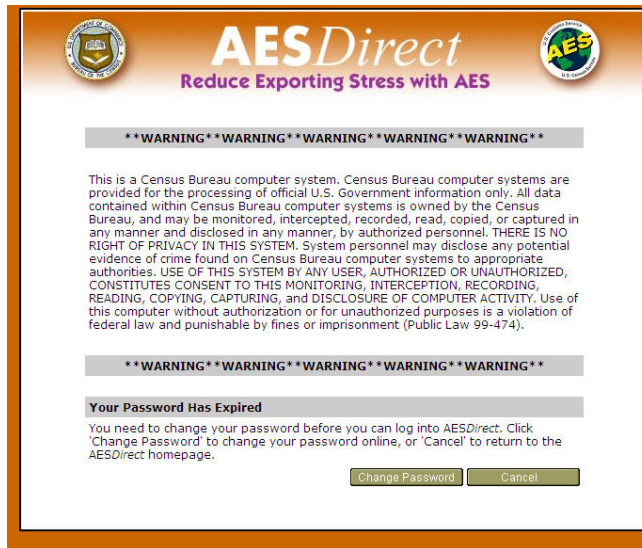 AESDirect
Reduce Exporting Stress with AES
AES
**WARNING**WARNING**WARNING**WARNING**WARNING**
This is a Census Bureau computer system. Census Bureau computer systems are
provided for the processing of official U.S. Government information only. All data
contained within Census Bureau computer systems is owned by the Census
Bureau, and may be monitored, intercepted, recorded, read, copied, or captured in
any manner and disclosed in any manner, by authorized personnel. THERE IS NO
RIGHT OF PRIVACY IN THIS SYSTEM. System personnel may disclose any potential
evidence of crime found on Census Bureau computer systems to appropriate
authorities. USE OF THIS SYSTEM BY ANY USER, AUTHORIZED OR UNAUTHORIZED,
CONSTITUTES CONSENT TO THIS MONITORING, INTERCEPTION, RECORDING,
READING, COPYING, CAPTURING, and DISCLOSURE OF COMPUTER ACTIVITY. Use of
this computer without authorization or for unauthorized purposes is a violation of
federal law and punishable by fines or imprisonment (Public Law 99-474).
**WARNING**WARNING**WARNING**WARNING**WARNING**
Your Password Has Expired
You need to change your password before you can log into AESDirect. Click
'Change Password' to change your password online, or 'Cancel' to return to the
AESDirect homepage.
Change Password Cancel